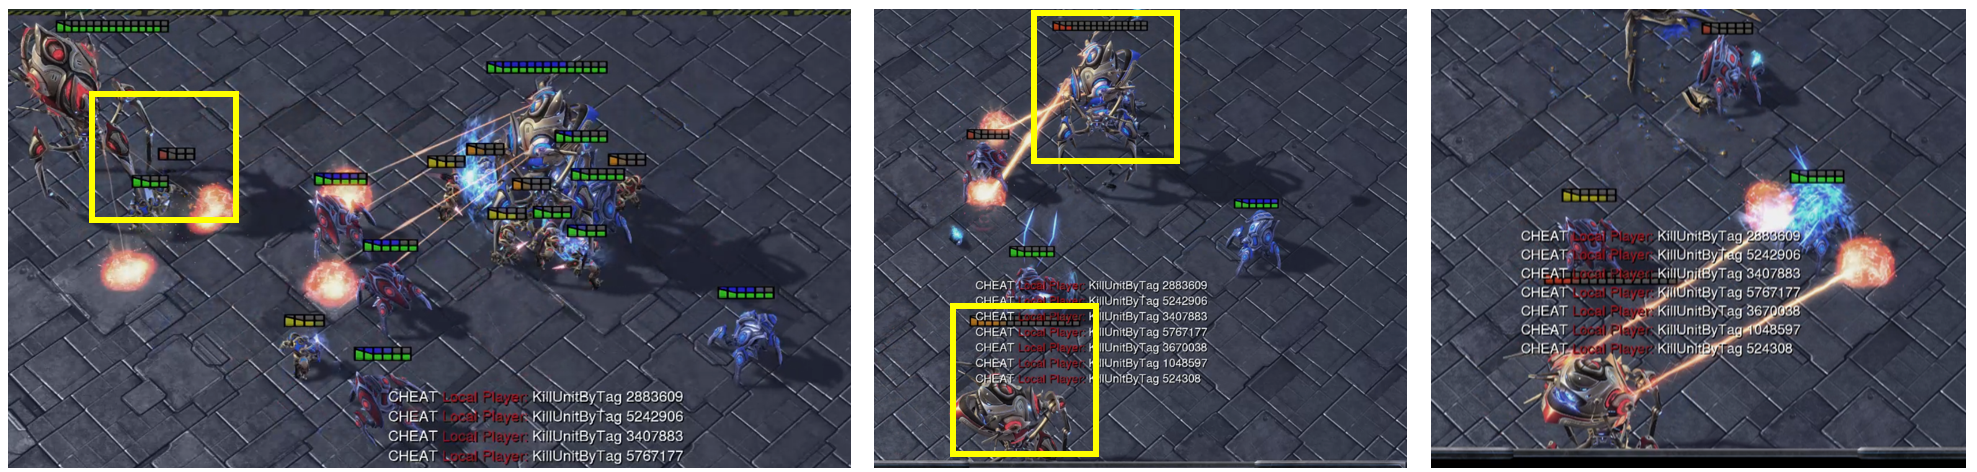 CHEAT Local Player: KillUnitByTag 2883609
CHEAT Local Player: KillUnitByTag 5242906
CHEAT Local Player: KillUnitByTag 3407883
CHEAT Local Player: KillUnitByTag 5767177
CHEAT Local Player: KillUnitByTag 2883609
CHEAT Local Player: KillUnitByTag 5242906
CHEAT Local Player: KillUnitByTag 3407883
CHEAT Local Player: KillUnitByTag 5767177
CHEAT Local Player: KillUnitByTag 3670038
CHEAT Local Player: KillUnitByTag 1048597
CHEAT Local Player: KillUnitByTag 524308
CHEAT Local Player: KillUnitByTag 2883609
CHEAT Local Player: KillUnitByTag 5242906
CHEAT Local Player: KillUnitByTag 3407883
CHEAT Local Player: KillUnitByTag 5767177
CHEAT Local Player: KillUnitByTag 3670038
CHEAT Local Player: KillUnitByTag 1048597
CHEAT Local Player: KillUnitByTag 524308